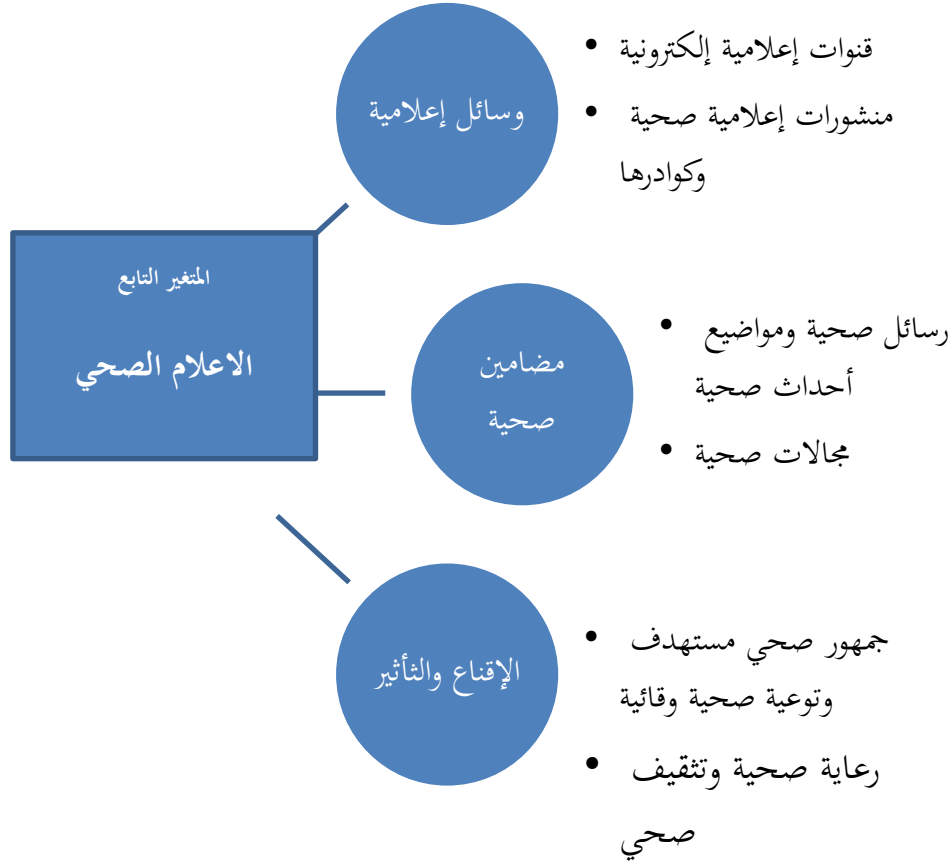 المتغير التابع
الاعلام الصحي
وسائل إعلامية
• قنوات إعلامية إلكترونية
• منشورات إعلامية صحية
وكوادرها
مضامين
صحية
• رسائل صحية ومواضيع
أحداث صحية
• مجالات صحية
الإقناع والثأثير
• جمهور صحي مستهدف
وتوعية صحية وقائية
• رعاية صحية وتثقيف
صحي